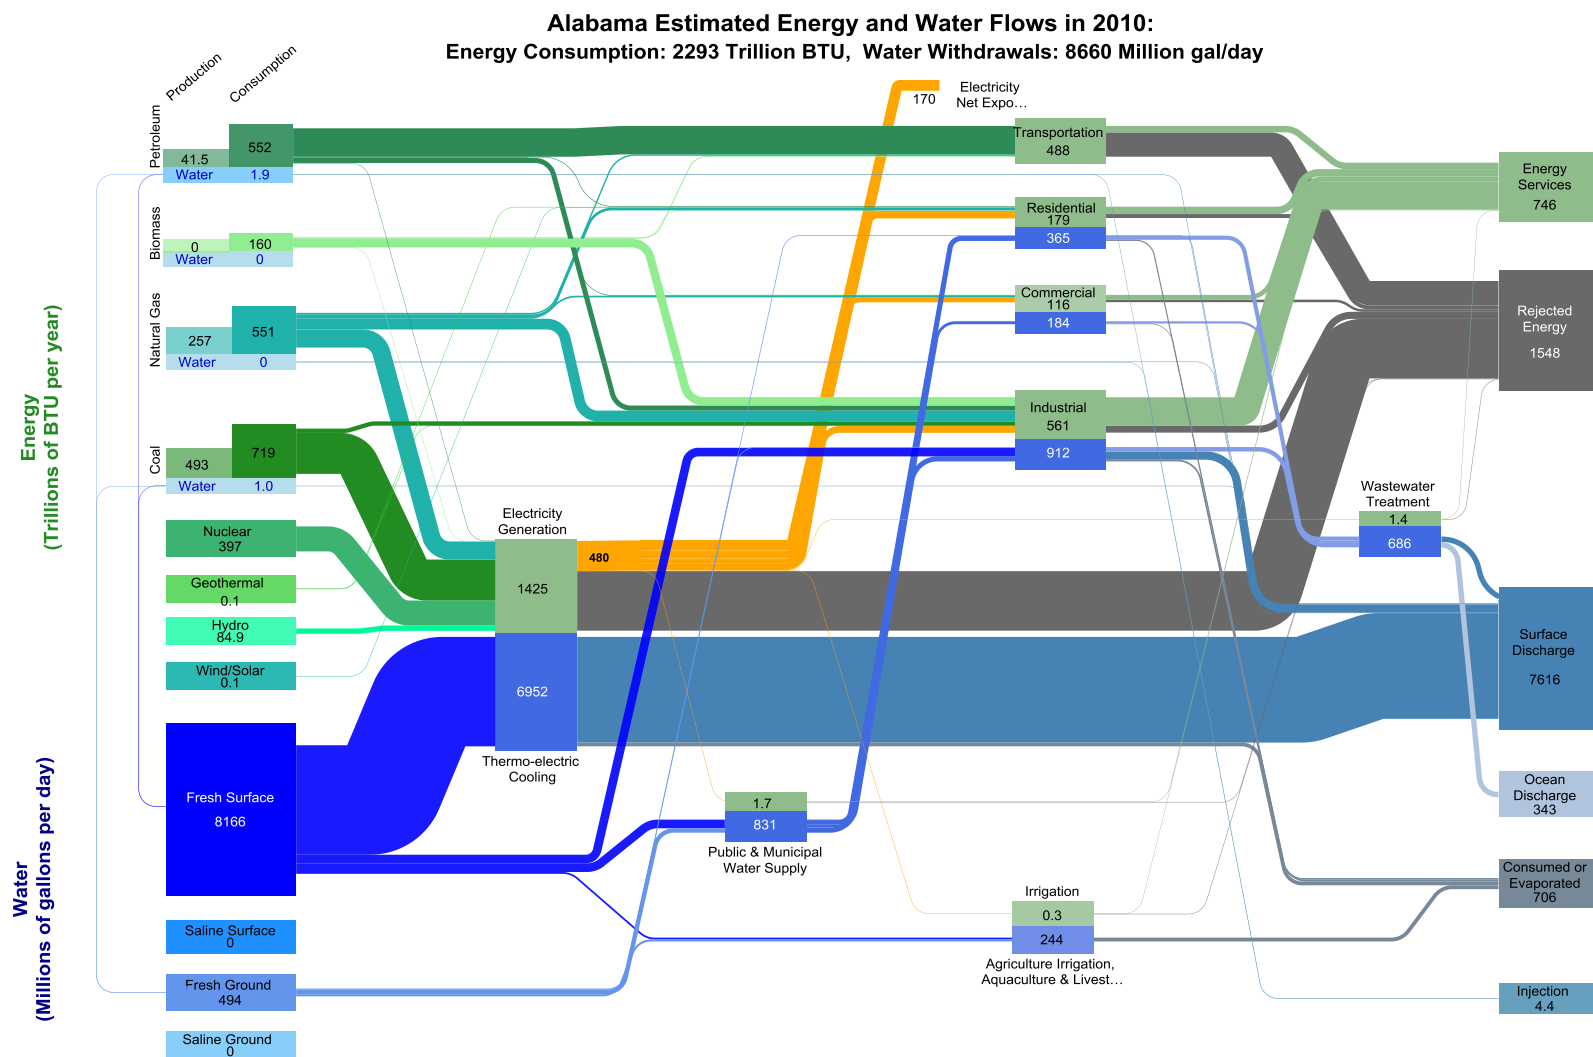 Alabama Estimated Energy and Water Flows in 2010:
Energy Consumption: 2293 Trillion BTU,  Water Withdrawals: 8660 Million gal/day
Production
Consumption
Energy
(Trillions of BTU per year)
Water
(Millions of gallons per day)
Petroleum
41.5
552
Water
1.9
Biomass
0
160
Water
0
Natural Gas
257
551
Water
0
Coal
493
719
Water
1.0
Nuclear
397
Geothermal
0.1
Hydro
84.9
Wind/Solar
0.1
Fresh Surface
8166
Saline Surface
0
Fresh Ground
494
Saline Ground
0
Electricity
Generation
1425
480
6952
Thermo-electric
Cooling
1.7
831
Public & Municipal
Water Supply
170
Electricity
Net Expo…
Transportation
488
Residential
179
365
Commercial
116
184
Industrial
561
912
Irrigation
0.3
244
Agriculture Irrigation,
Aquaculture & Livest…
Wastewater
Treatment
1.4
686
Energy
Services
746
Rejected
Energy
1548
Surface
Discharge
7616
Ocean
Discharge
343
Consumed or
Evaporated
706
Injection
4.4